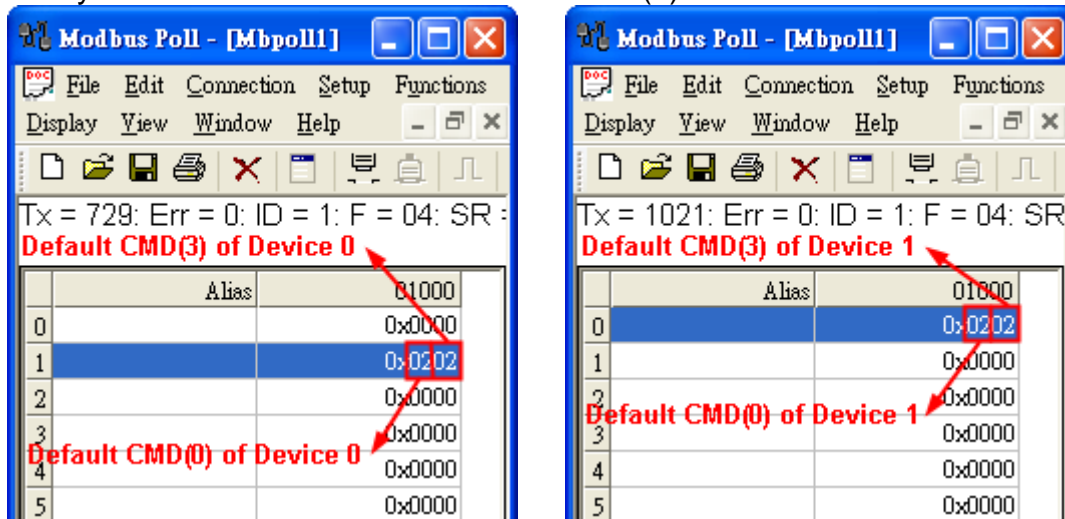 (3)
Modbus Poll - [Mbpoll1]
File Edit Connection Setup Functions
Display View Window Help
Tx = 729: Err = 0: ID = 1: F = 04: SR
Default CMD(3) of Device 0
Alias 01000
0 0x0000
1 0x0202
2 0x0000
3 0x0000
Default CMD(0) of Device 0
4 0x0000
5 0x0000
Modbus Poll - [Mbpoll1]
File Edit Connection Setup Functions
Display View Window Help
Tx = 1021: Err = 0: ID = 1: F = 04: SR
Default CMD(3) of Device 1
Alias 01000
0 0x0202
1 0x0000
2 0x0000
Default CMD(0) of Device 1
3 0x0000
4 0x0000
5 0x0000